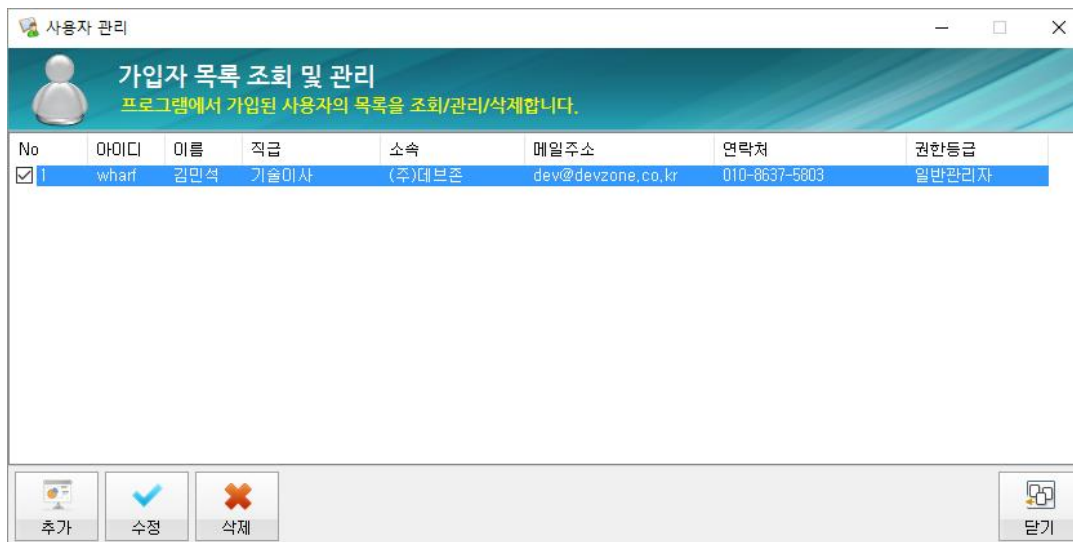 사용자 관리
가입자 목록 조회 및 관리
프로그램에서 가입된 사용자의 목록을 조회/관리/삭제합니다.
No 아이디 이름 직급 소속 메일주소 연락처 권한등급
1 wharf 김민석 기술이사 (주)데브존 dev@devzone.co.kr 010-8637-5803 일반관리자
추가 수정 삭제 닫기